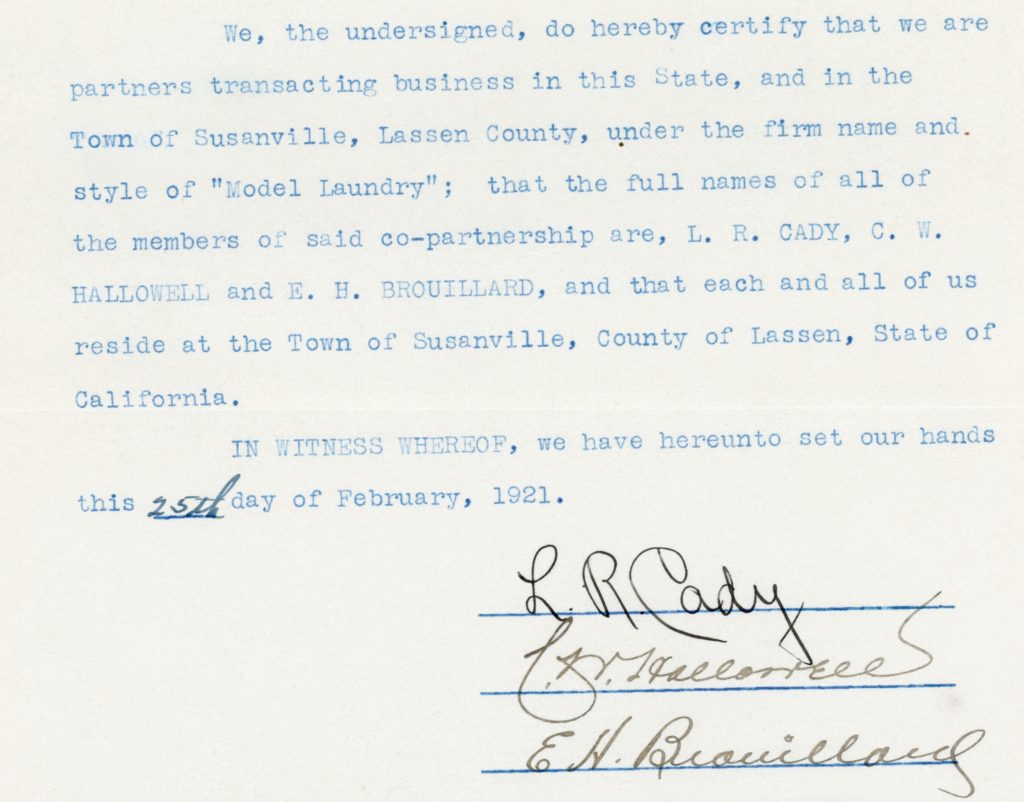 We, the undersigned, do hereby certify that we are
partners transacting business in this State, and in the
Town of Susanville, Lassen County, under the firm name and.
style of "Model Laundry"; that the full names of all of
the members of said co-partnership are, L. R. CADY, C. W.
HALLOWELL and E. H. BROUILLARD, and that each and all of us
reside at the Town of Susanville, County of Lassen, State of
California.
IN WITNESS WHEREOF, we have hereunto set our hands
this 25th day of February, 1921.
L. R. Cady
C. W. Hallowell
E H. Brouillard